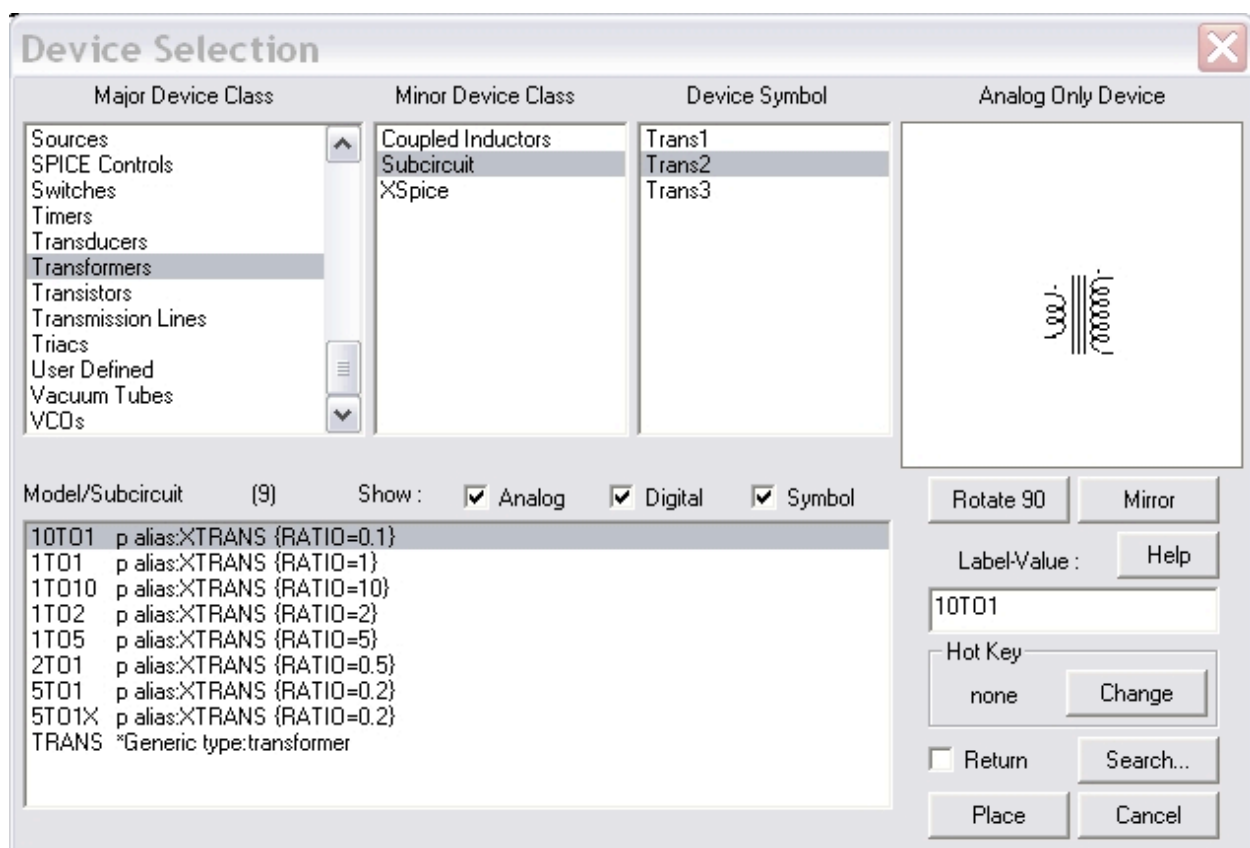 Device Selection
Major Device Class
Minor Device Class
Device Symbol
Analog Only Device
Sources
SPICE Controls
Switches
Timers
Transducers
Transformers
Transistors
Transmission Lines
Triacs
User Defined
Vacuum Tubes
VCOs
Coupled Inductors
Subcircuit
XSpice
Trans1
Trans2
Trans3
Model/Subcircuit (9) Show : Analog Digital Symbol
10TO1 p alias:XTRANS {RATIO=0.1}
1TO1 p alias:XTRANS {RATIO=1}
1TO10 p alias:XTRANS {RATIO=10}
1TO2 p alias:XTRANS {RATIO=2}
1TO5 p alias:XTRANS {RATIO=5}
2TO1 p alias:XTRANS {RATIO=0.5}
5TO1 p alias:XTRANS {RATIO=0.2}
5TO1X p alias:XTRANS {RATIO=0.2}
TRANS *Generic type:transformer
Rotate 90 Mirror
Label-Value : Help
10TO1
Hot Key
none Change
Return Search...
Place Cancel